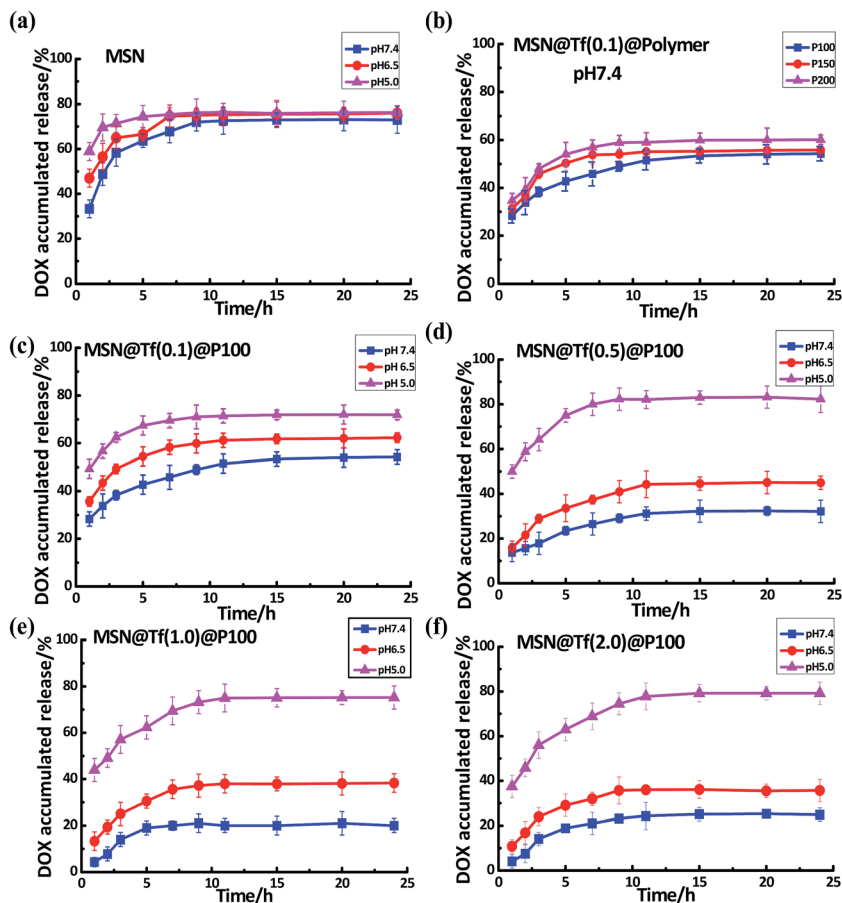 (a)
MSN
pH7.4
pH6.5
pH5.0
DOX accumulated release/%
100
80
60
40
20
0
0 5 10 15 20 25
Time/h
(b)
MSN@Tf(0.1)@Polymer
pH7.4
P100
P150
P200
DOX accumulated release/%
100
80
60
40
20
0
0 5 10 15 20 25
Time/h
(c)
MSN@Tf(0.1)@P100
pH 7.4
pH 6.5
pH 5.0
DOX accumulated release/%
100
80
60
40
20
0
0 5 10 15 20 25
Time/h
(d)
MSN@Tf(0.5)@P100
pH7.4
pH6.5
pH5.0
DOX accumulated release/%
100
80
60
40
20
0
0 5 10 15 20 25
Time/h
(e)
MSN@Tf(1.0)@P100
pH7.4
pH6.5
pH5.0
DOX accumulated release/%
100
80
60
40
20
0
0 5 10 15 20 25
Time/h
(f)
MSN@Tf(2.0)@P100
pH7.4
pH6.5
pH5.0
DOX accumulated release/%
100
80
60
40
20
0
0 5 10 15 20 25
Time/h